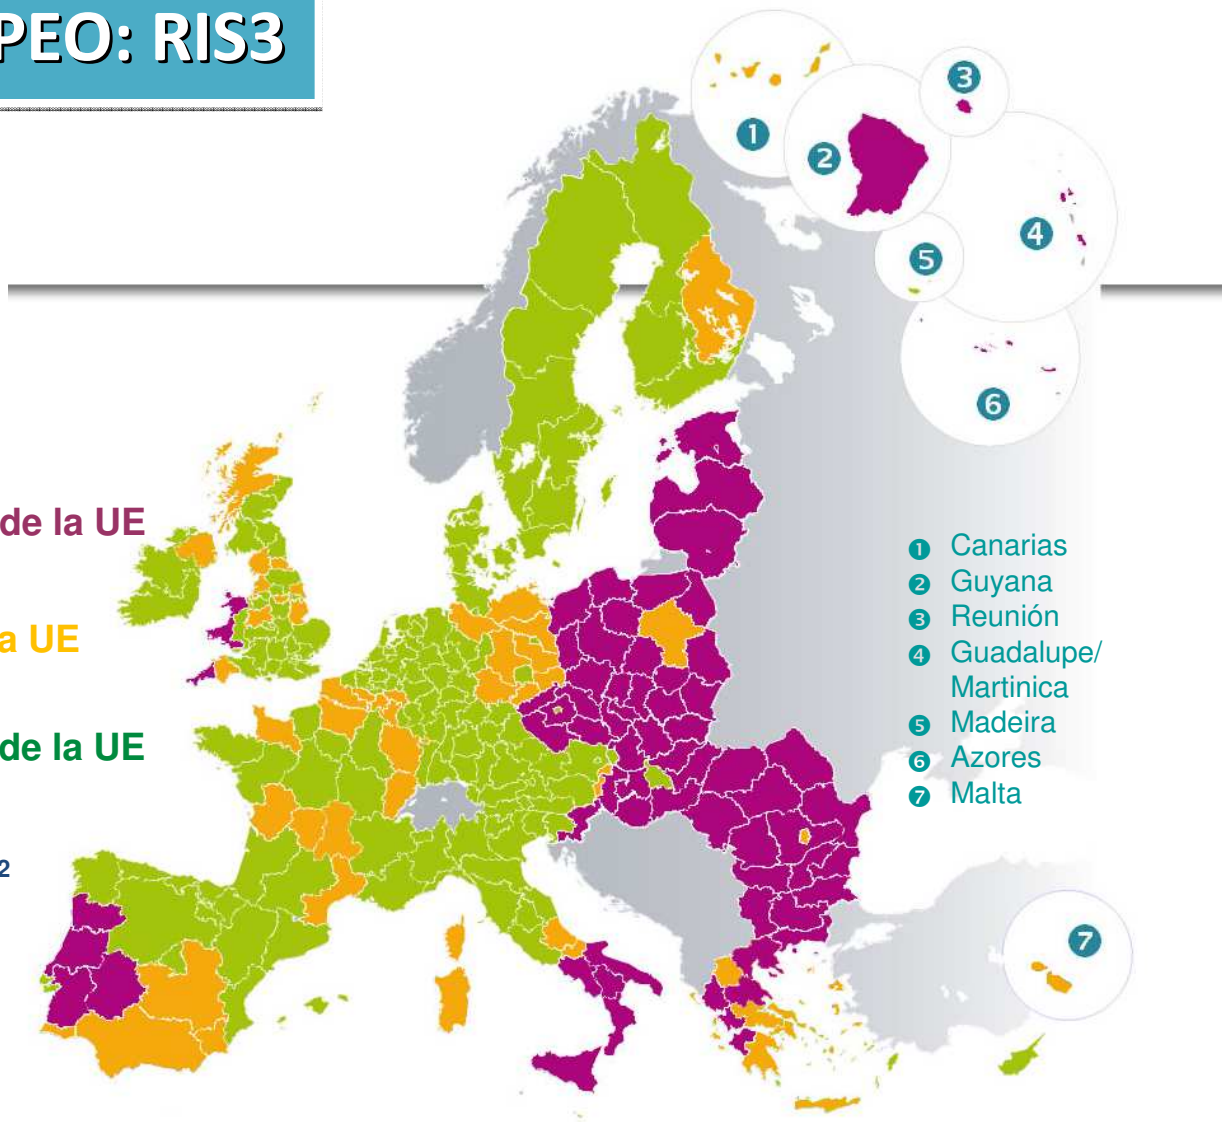 PEO: RIS3
1
2
3
4
5
6
7
de la UE
a UE
de la UE
2
1 Canarias
2 Guyana
3 Reunión
4 Guadalupe/
Martinica
5 Madeira
6 Azores
7 Malta